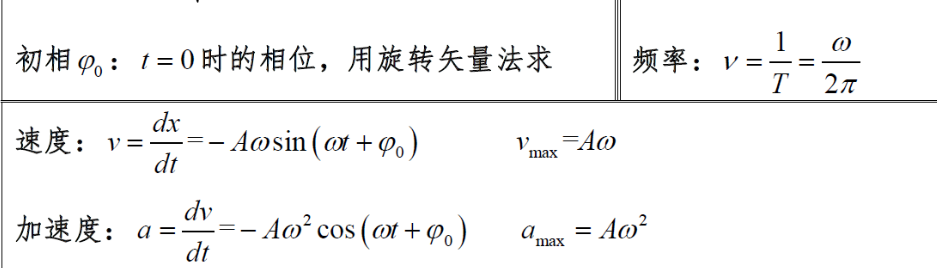 初相φ₀：t = 0时的相位，用旋转矢量法求
频率：ν = 1/T = ω/2π
速度：v = dx/dt = − Aω sin(ωt + φ₀)  v_max = Aω
加速度：a = dv/dt = − Aω² cos(ωt + φ₀)  a_max = Aω²